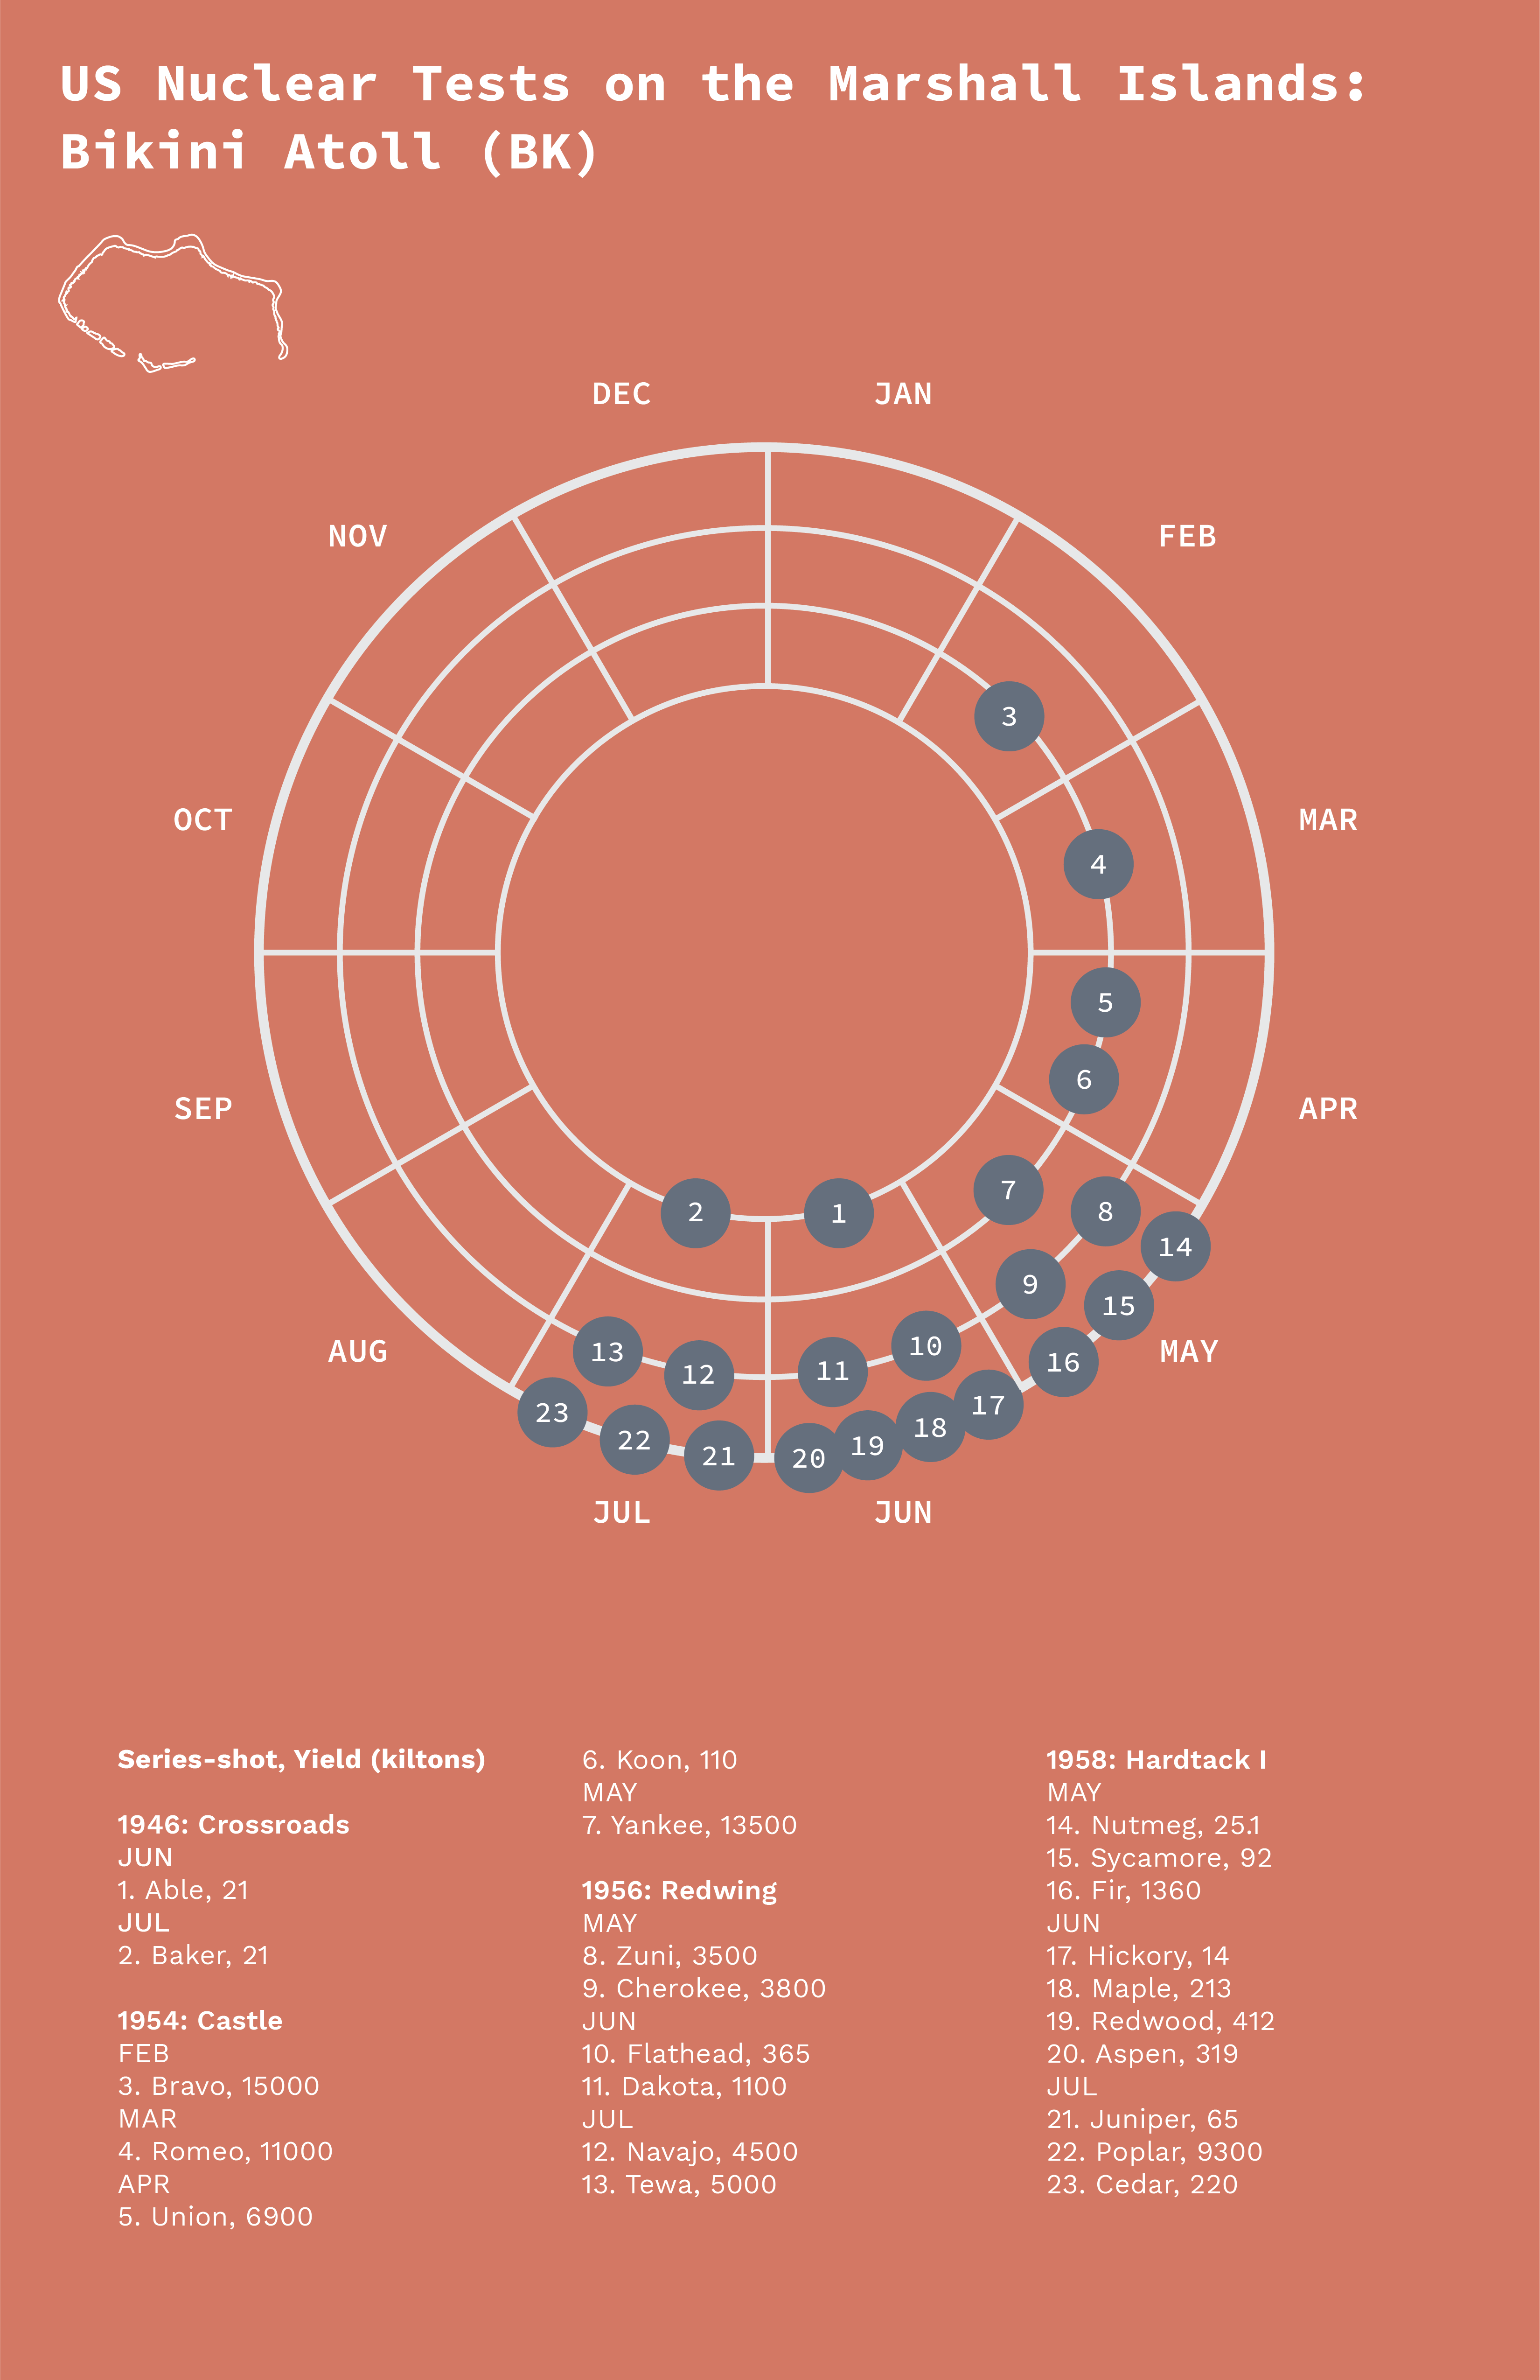 US Nuclear Tests on the Marshall Islands:
Bikini Atoll (BK)
DEC
JAN
NOV
FEB
3
OCT
MAR
4
5
6
SEP
APR
7
2
1
8
14
9
15
AUG
MAY
13
12
11
10
16
23
22
21
20
19
18
17
JUL
JUN
Series-shot, Yield (kiltons)
1946: Crossroads
JUN
1. Able, 21
JUL
2. Baker, 21
1954: Castle
FEB
3. Bravo, 15000
MAR
4. Romeo, 11000
APR
5. Union, 6900
6. Koon, 110
MAY
7. Yankee, 13500
1956: Redwing
MAY
8. Zuni, 3500
9. Cherokee, 3800
JUN
10. Flathead, 365
11. Dakota, 1100
JUL
12. Navajo, 4500
13. Tewa, 5000
1958: Hardtack I
MAY
14. Nutmeg, 25.1
15. Sycamore, 92
16. Fir, 1360
JUN
17. Hickory, 14
18. Maple, 213
19. Redwood, 412
20. Aspen, 319
JUL
21. Juniper, 65
22. Poplar, 9300
23. Cedar, 220